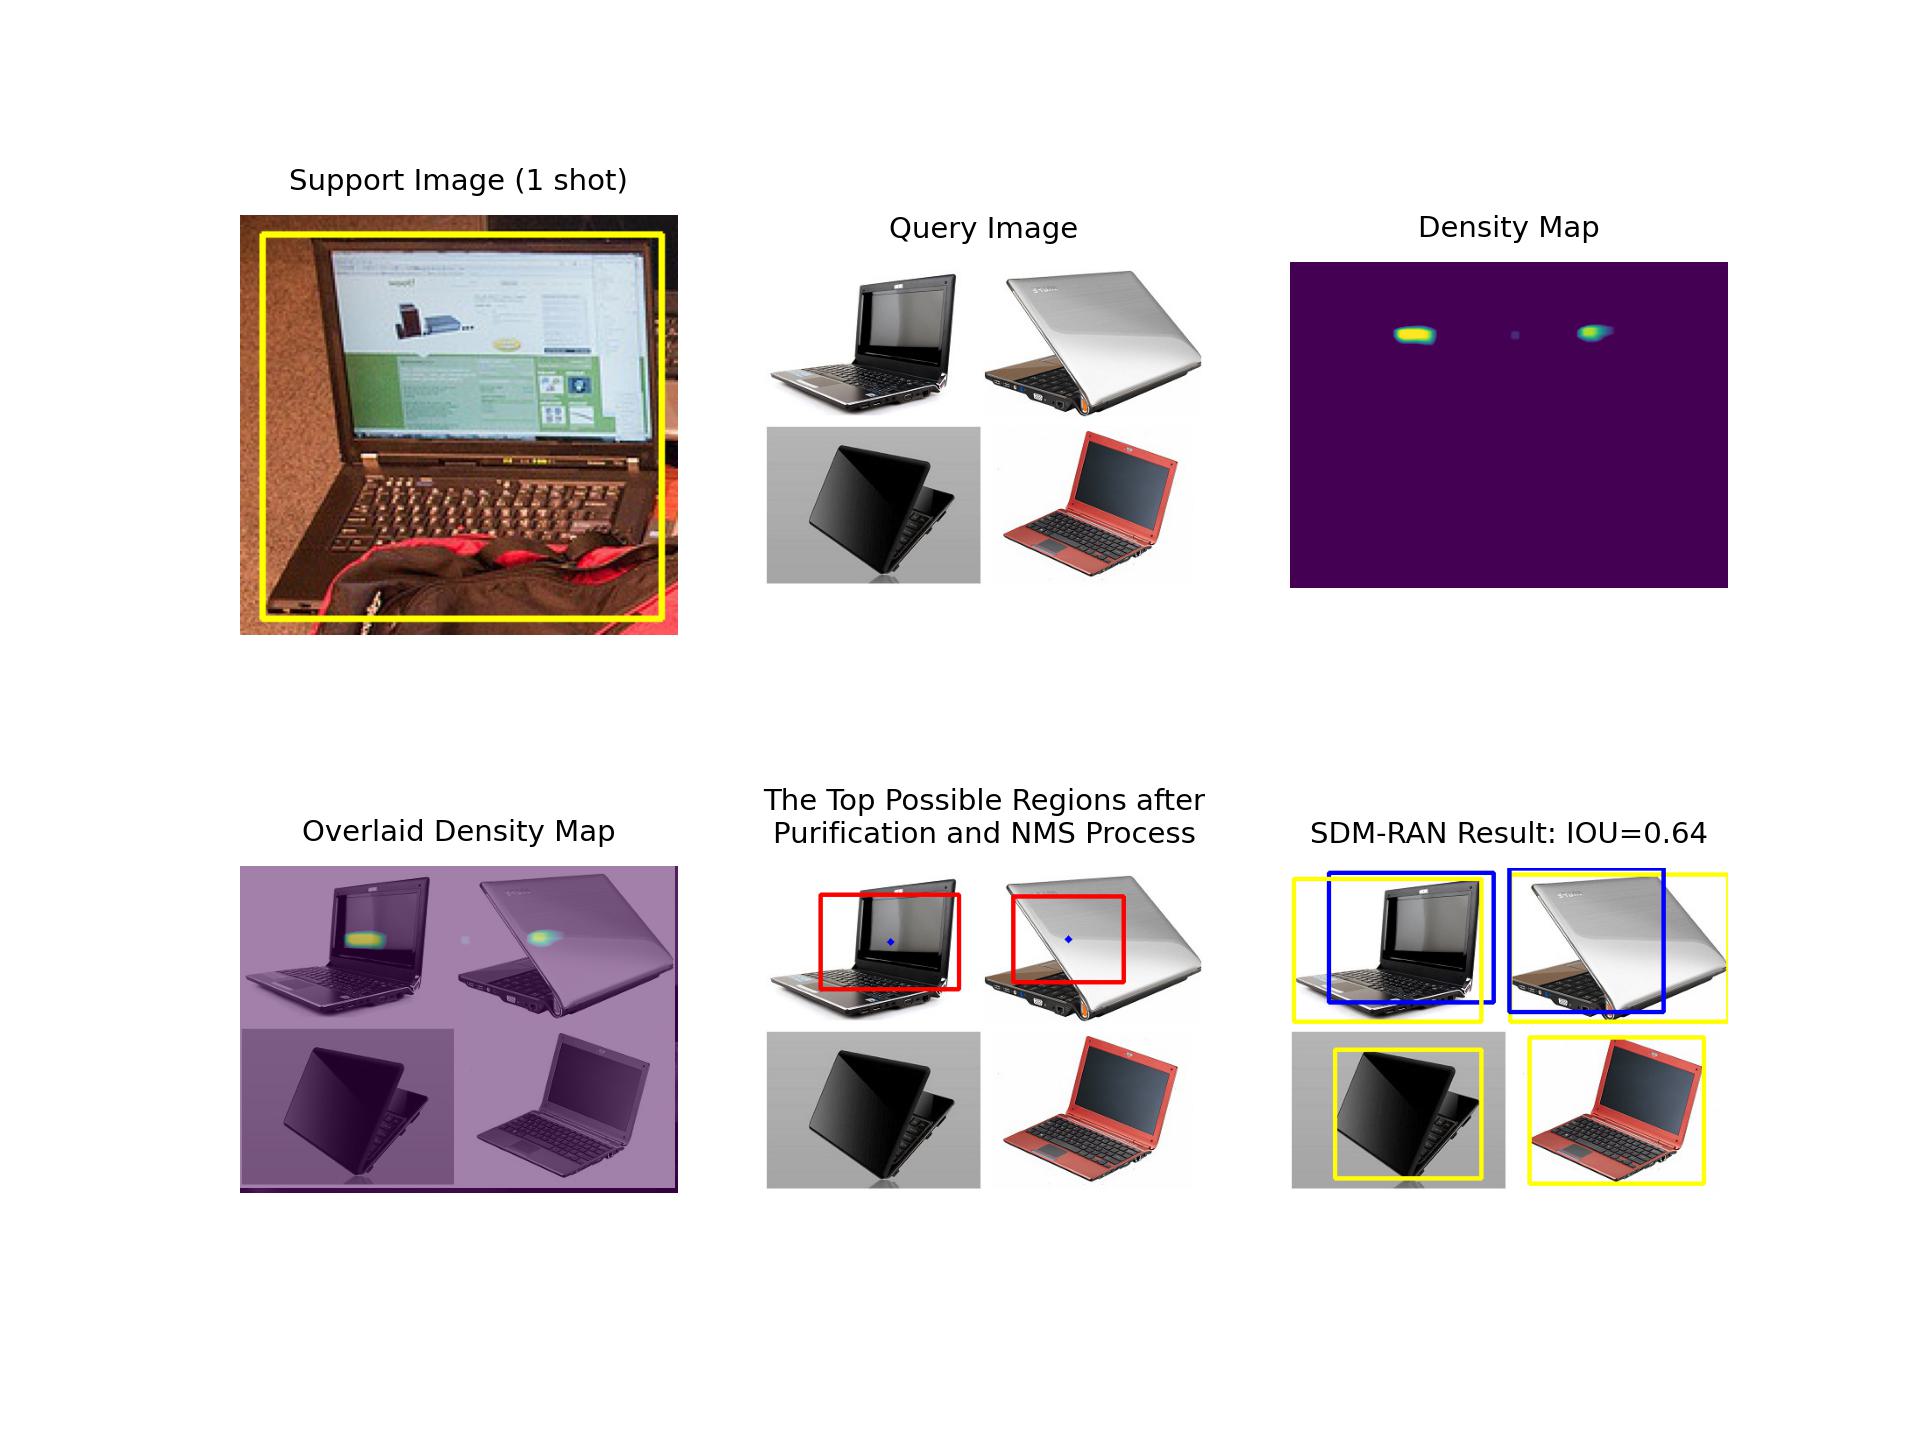 Support Image (1 shot)
Query Image
Density Map
woot!
Overlaid Density Map
The Top Possible Regions after
Purification and NMS Process
SDM-RAN Result: IOU=0.64